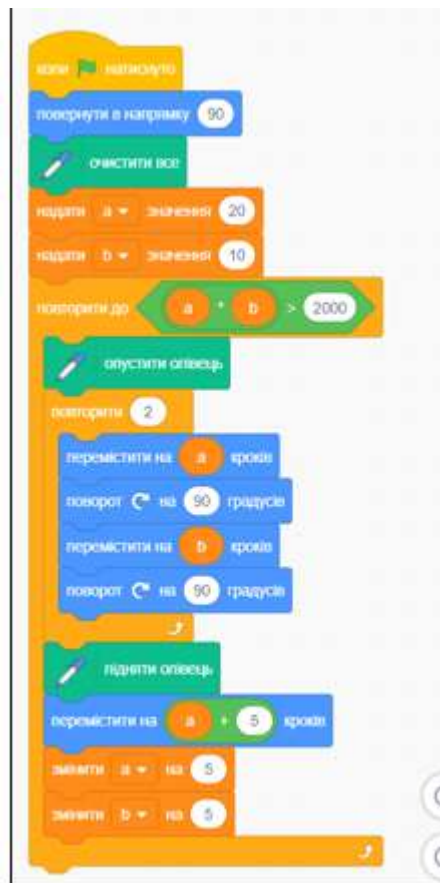 коли натиснуто
повернути в напрямку 90
очистити все
надати a значення 20
надати b значення 10
повторити до a * b > 2000
опустити олівець
повторити 2
перемістити на a кроків
поворот на 90 градусів
перемістити на b кроків
поворот на 90 градусів
підняти олівець
перемістити на a + 5 кроків
змінити a на 5
змінити b на 5